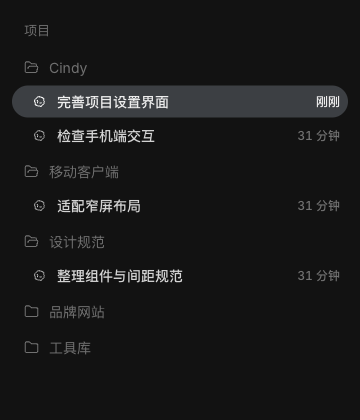 项目
Cindy
完善项目设置界面 刚刚
检查手机端交互 31 分钟
移动客户端
适配窄屏布局 31 分钟
设计规范
整理组件与间距规范 31 分钟
品牌网站
工具库